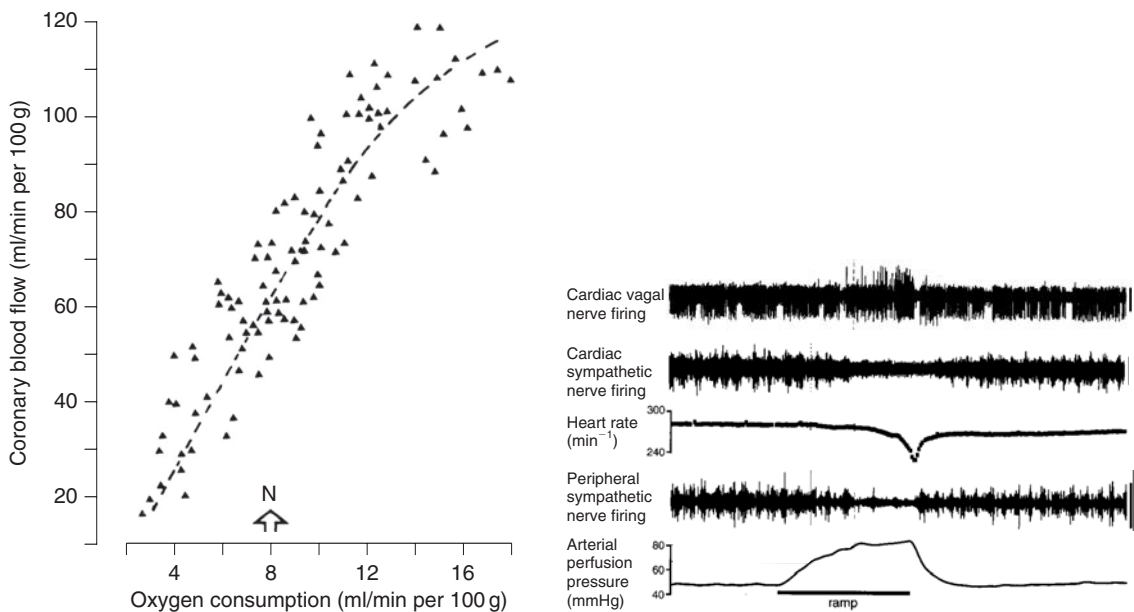 120
100
80
60
40
20
Coronary blood flow (ml/min per 100 g)
N
4 8 12 16
Oxygen consumption (ml/min per 100 g)
Cardiac vagal
nerve firing
Cardiac
sympathetic
nerve firing
Heart rate
(min⁻¹)
300
240
Peripheral
sympathetic
nerve firing
Arterial
perfusion
pressure
(mmHg)
80
60
40
ramp